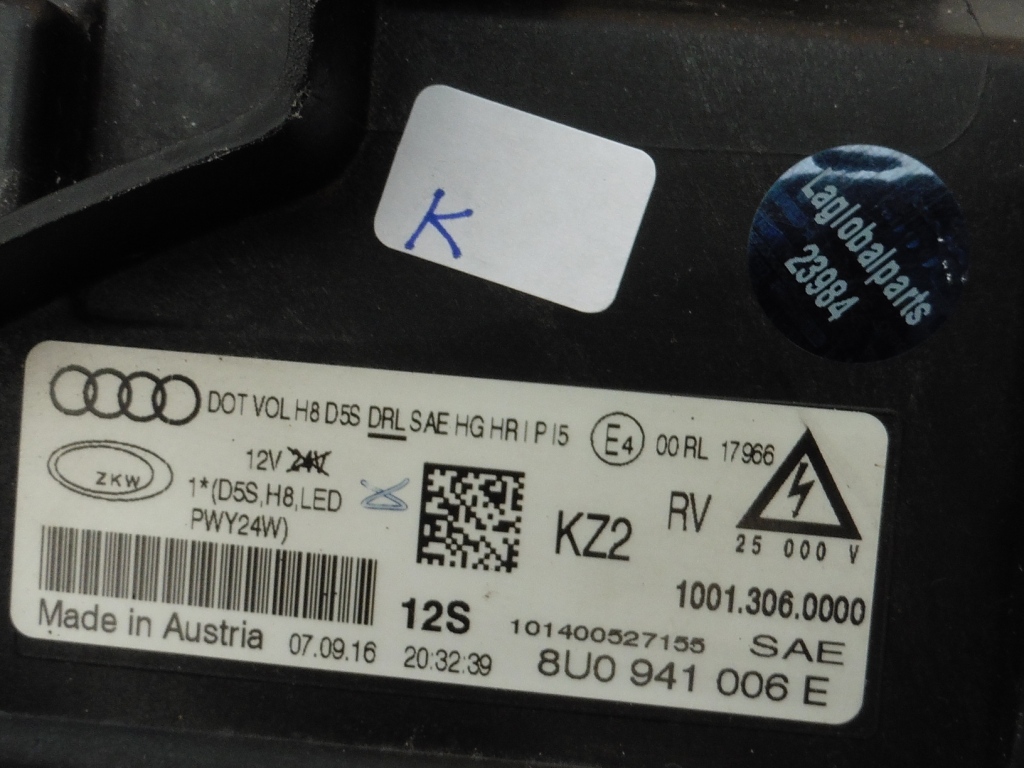 K
Laglobalparts
23984
DOT VOL H8 D5S DRL SAE HG HR I P I5
E4
00 RL 17966
ZKW
12V 24V
1*(D5S,H8,LED
PWY24W)
KZ2
RV
25 000 V
1001.306.0000
12S
101400527155
SAE
Made in Austria
07.09.16
20:32:39
8U0 941 006 E